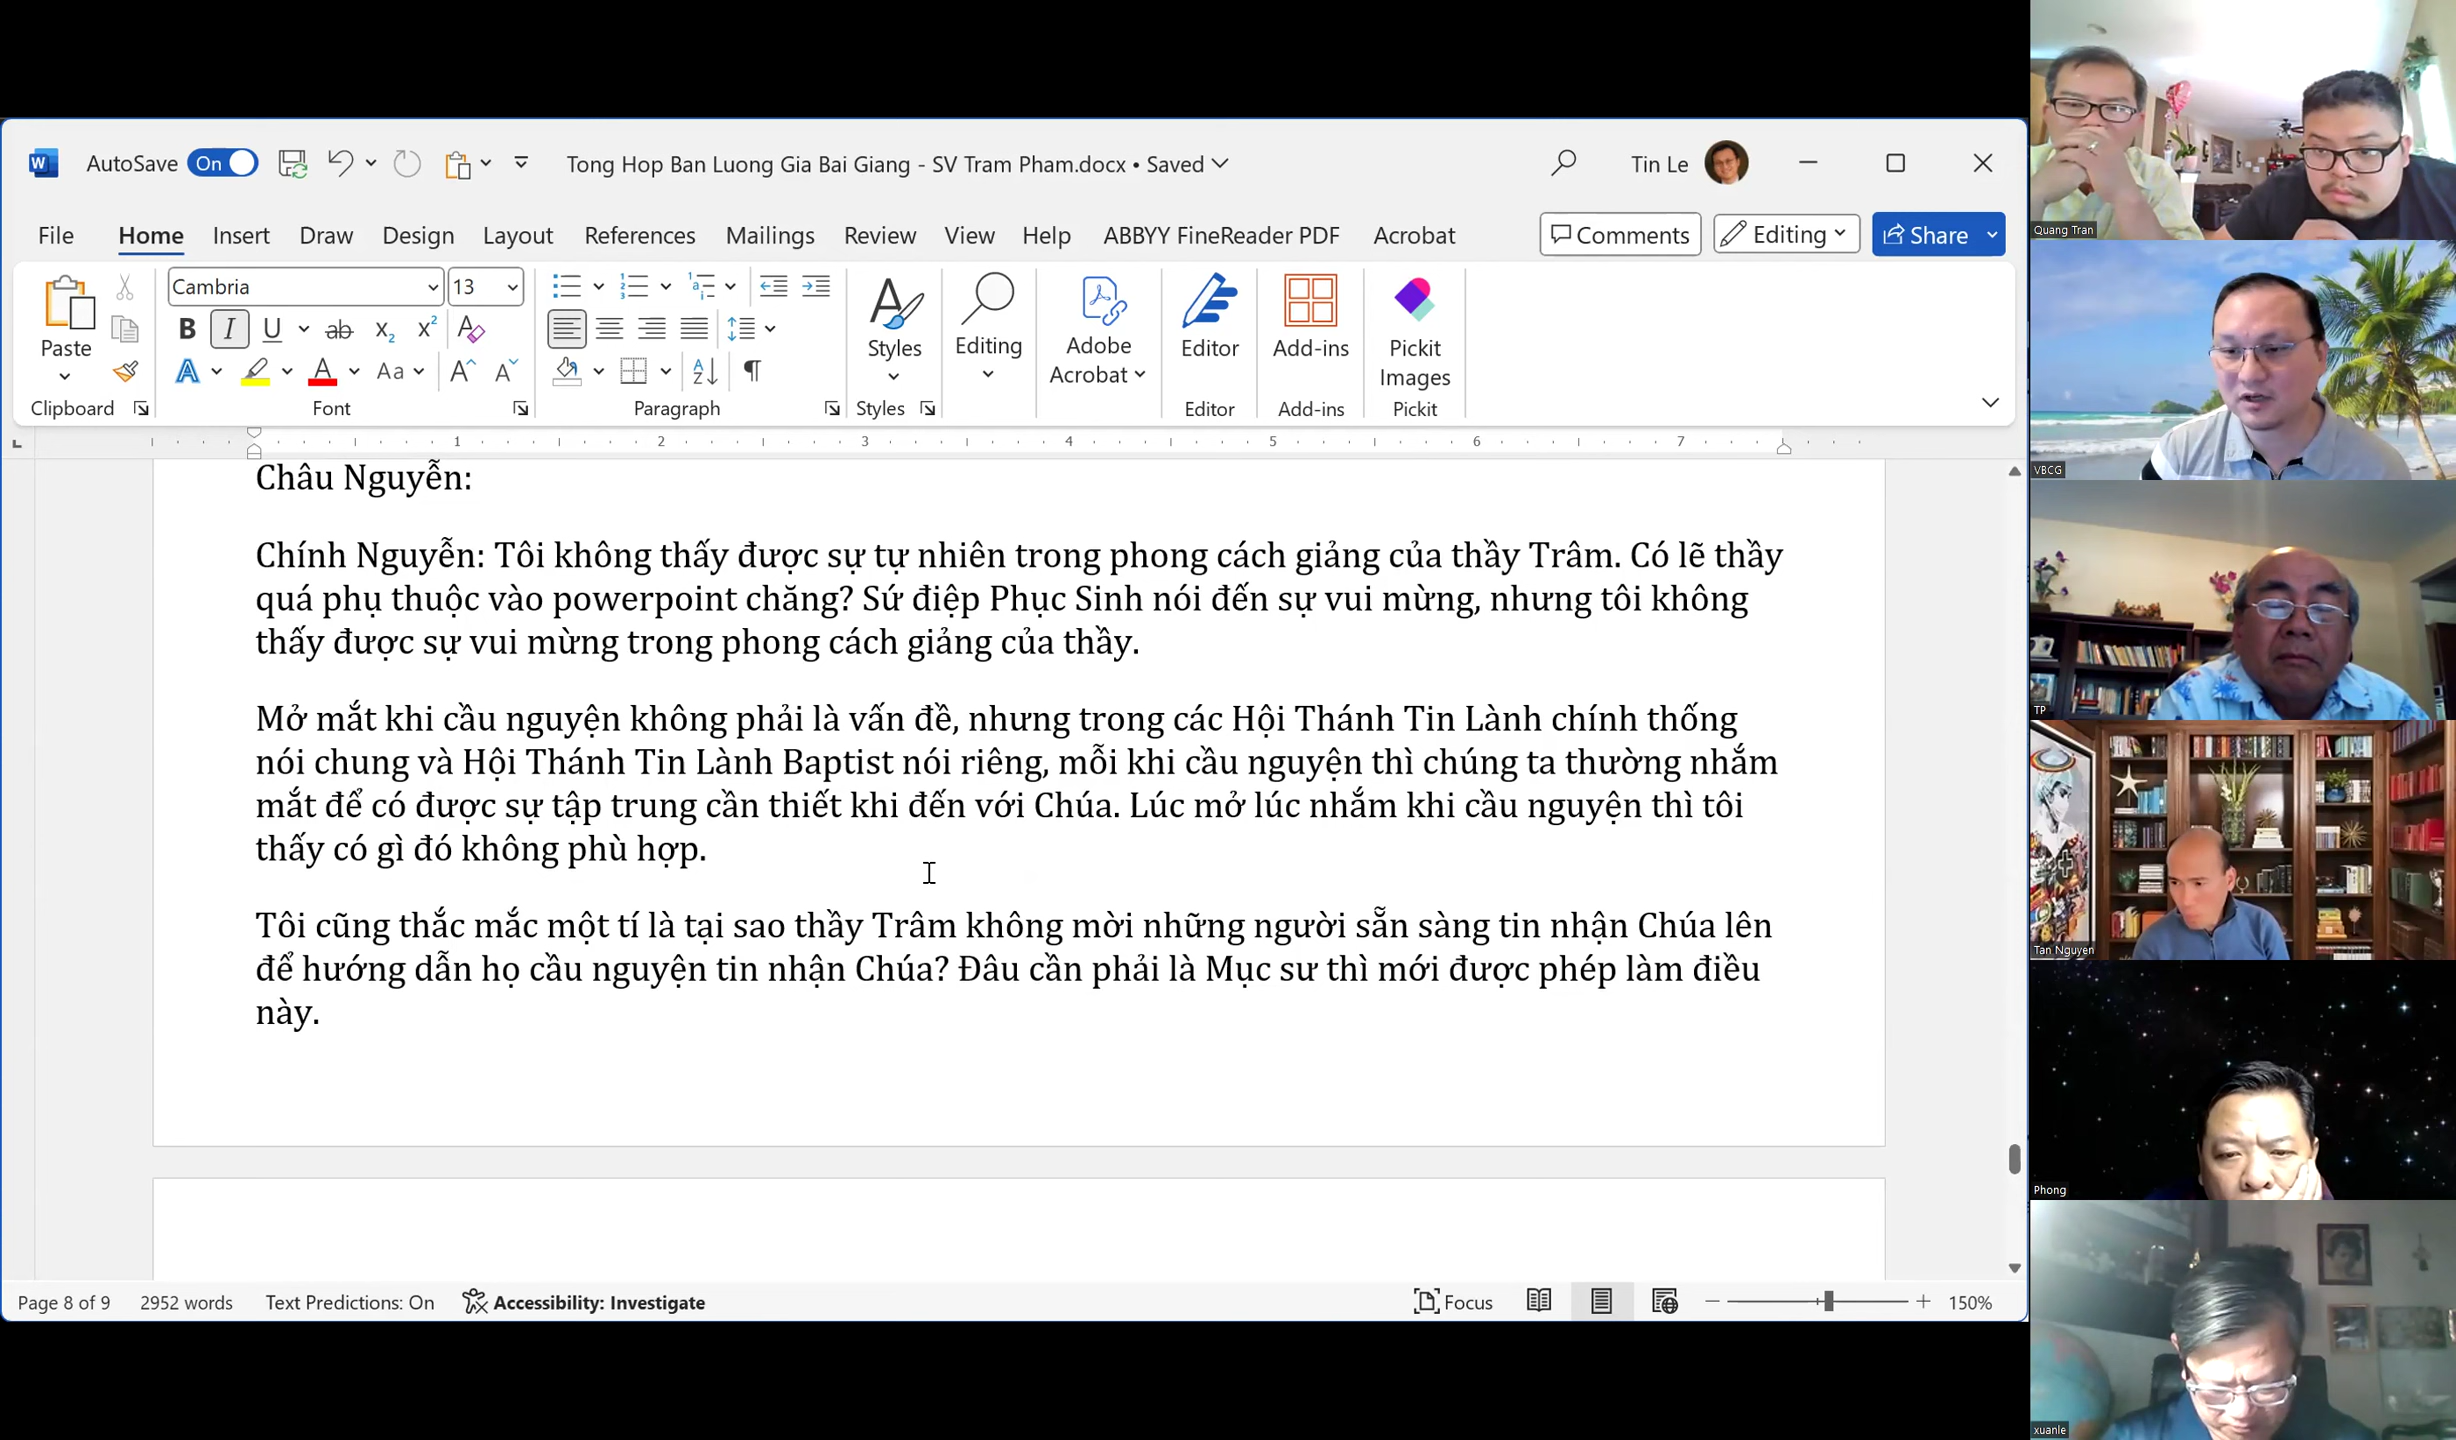 AutoSave On
Tong Hop Ban Luong Gia Bai Giang - SV Tram Pham.docx • Saved
Tin Le
File Home Insert Draw Design Layout References Mailings Review View Help ABBYY FineReader PDF Acrobat
Comments Editing Share
Cambria 13
Paste
Styles Editing Adobe Acrobat Editor Add-ins Pickit Images
Clipboard Font Paragraph Styles Editor Add-ins Pickit
1 2 3 4 5 6 7
Châu Nguyễn:
Chính Nguyễn: Tôi không thấy được sự tự nhiên trong phong cách giảng của thầy Trâm. Có lẽ thầy
quá phụ thuộc vào powerpoint chăng? Sứ điệp Phục Sinh nói đến sự vui mừng, nhưng tôi không
thấy được sự vui mừng trong phong cách giảng của thầy.
Mở mắt khi cầu nguyện không phải là vấn đề, nhưng trong các Hội Thánh Tin Lành chính thống
nói chung và Hội Thánh Tin Lành Baptist nói riêng, mỗi khi cầu nguyện thì chúng ta thường nhắm
mắt để có được sự tập trung cần thiết khi đến với Chúa. Lúc mở lúc nhắm khi cầu nguyện thì tôi
thấy có gì đó không phù hợp.
Tôi cũng thắc mắc một tí là tại sao thầy Trâm không mời những người sẵn sàng tin nhận Chúa lên
để hướng dẫn họ cầu nguyện tin nhận Chúa? Đâu cần phải là Mục sư thì mới được phép làm điều
này.
Page 8 of 9 2952 words Text Predictions: On Accessibility: Investigate Focus 150%
Quang Tran
VBCG
TP
Tan Nguyen
Phong
xuanle